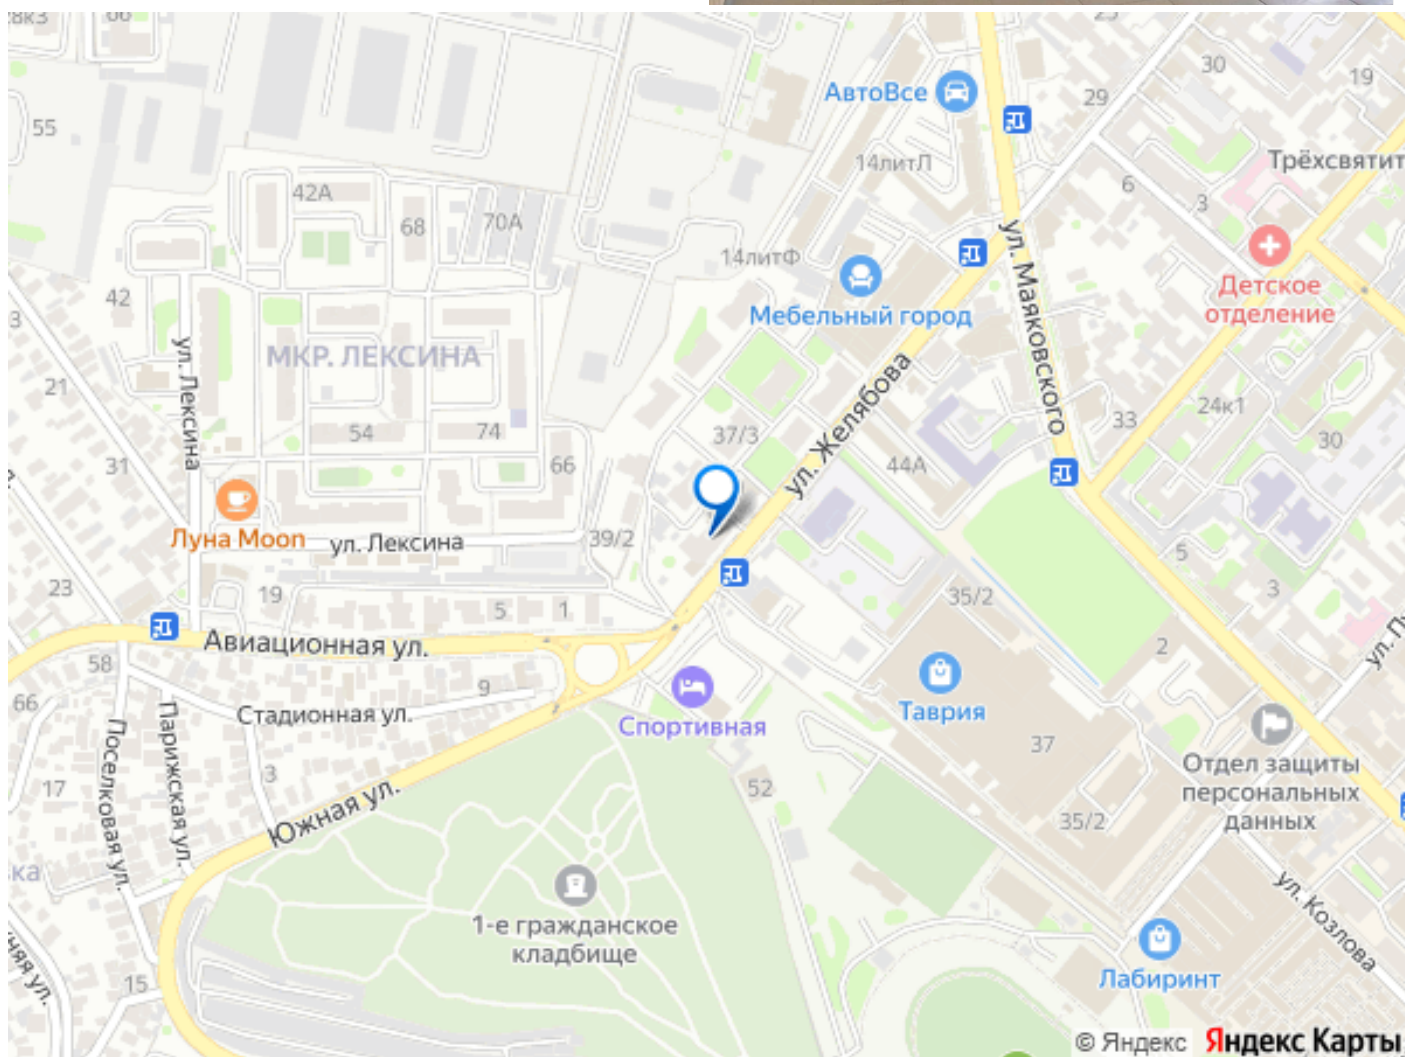 55
42А
68
70А
АвтоВсе
14литЛ
14литФ
30
29
19
Трёхсвятит
6
3
Детское
отделение
Мебельный город
ул. Маяковского
ул. Желябова
42
3
21
31
23
ул. Лексина
МКР. ЛЕКСИНА
54
74
66
37/3
44А
33
24к1
30
Луна Moon
ул. Лексина
39/2
19
5
1
Авиационная ул.
35/2
5
3
2
58
66
9
Стадионная ул.
Спортивная
Таврия
37
35/2
Отдел защиты
персональных
данных
17
3
Поселковая ул.
Парижская ул.
Южная ул.
52
1-е гражданское
кладбище
15
Лабиринт
ул. Козлова
© Яндекс Яндекс Карты